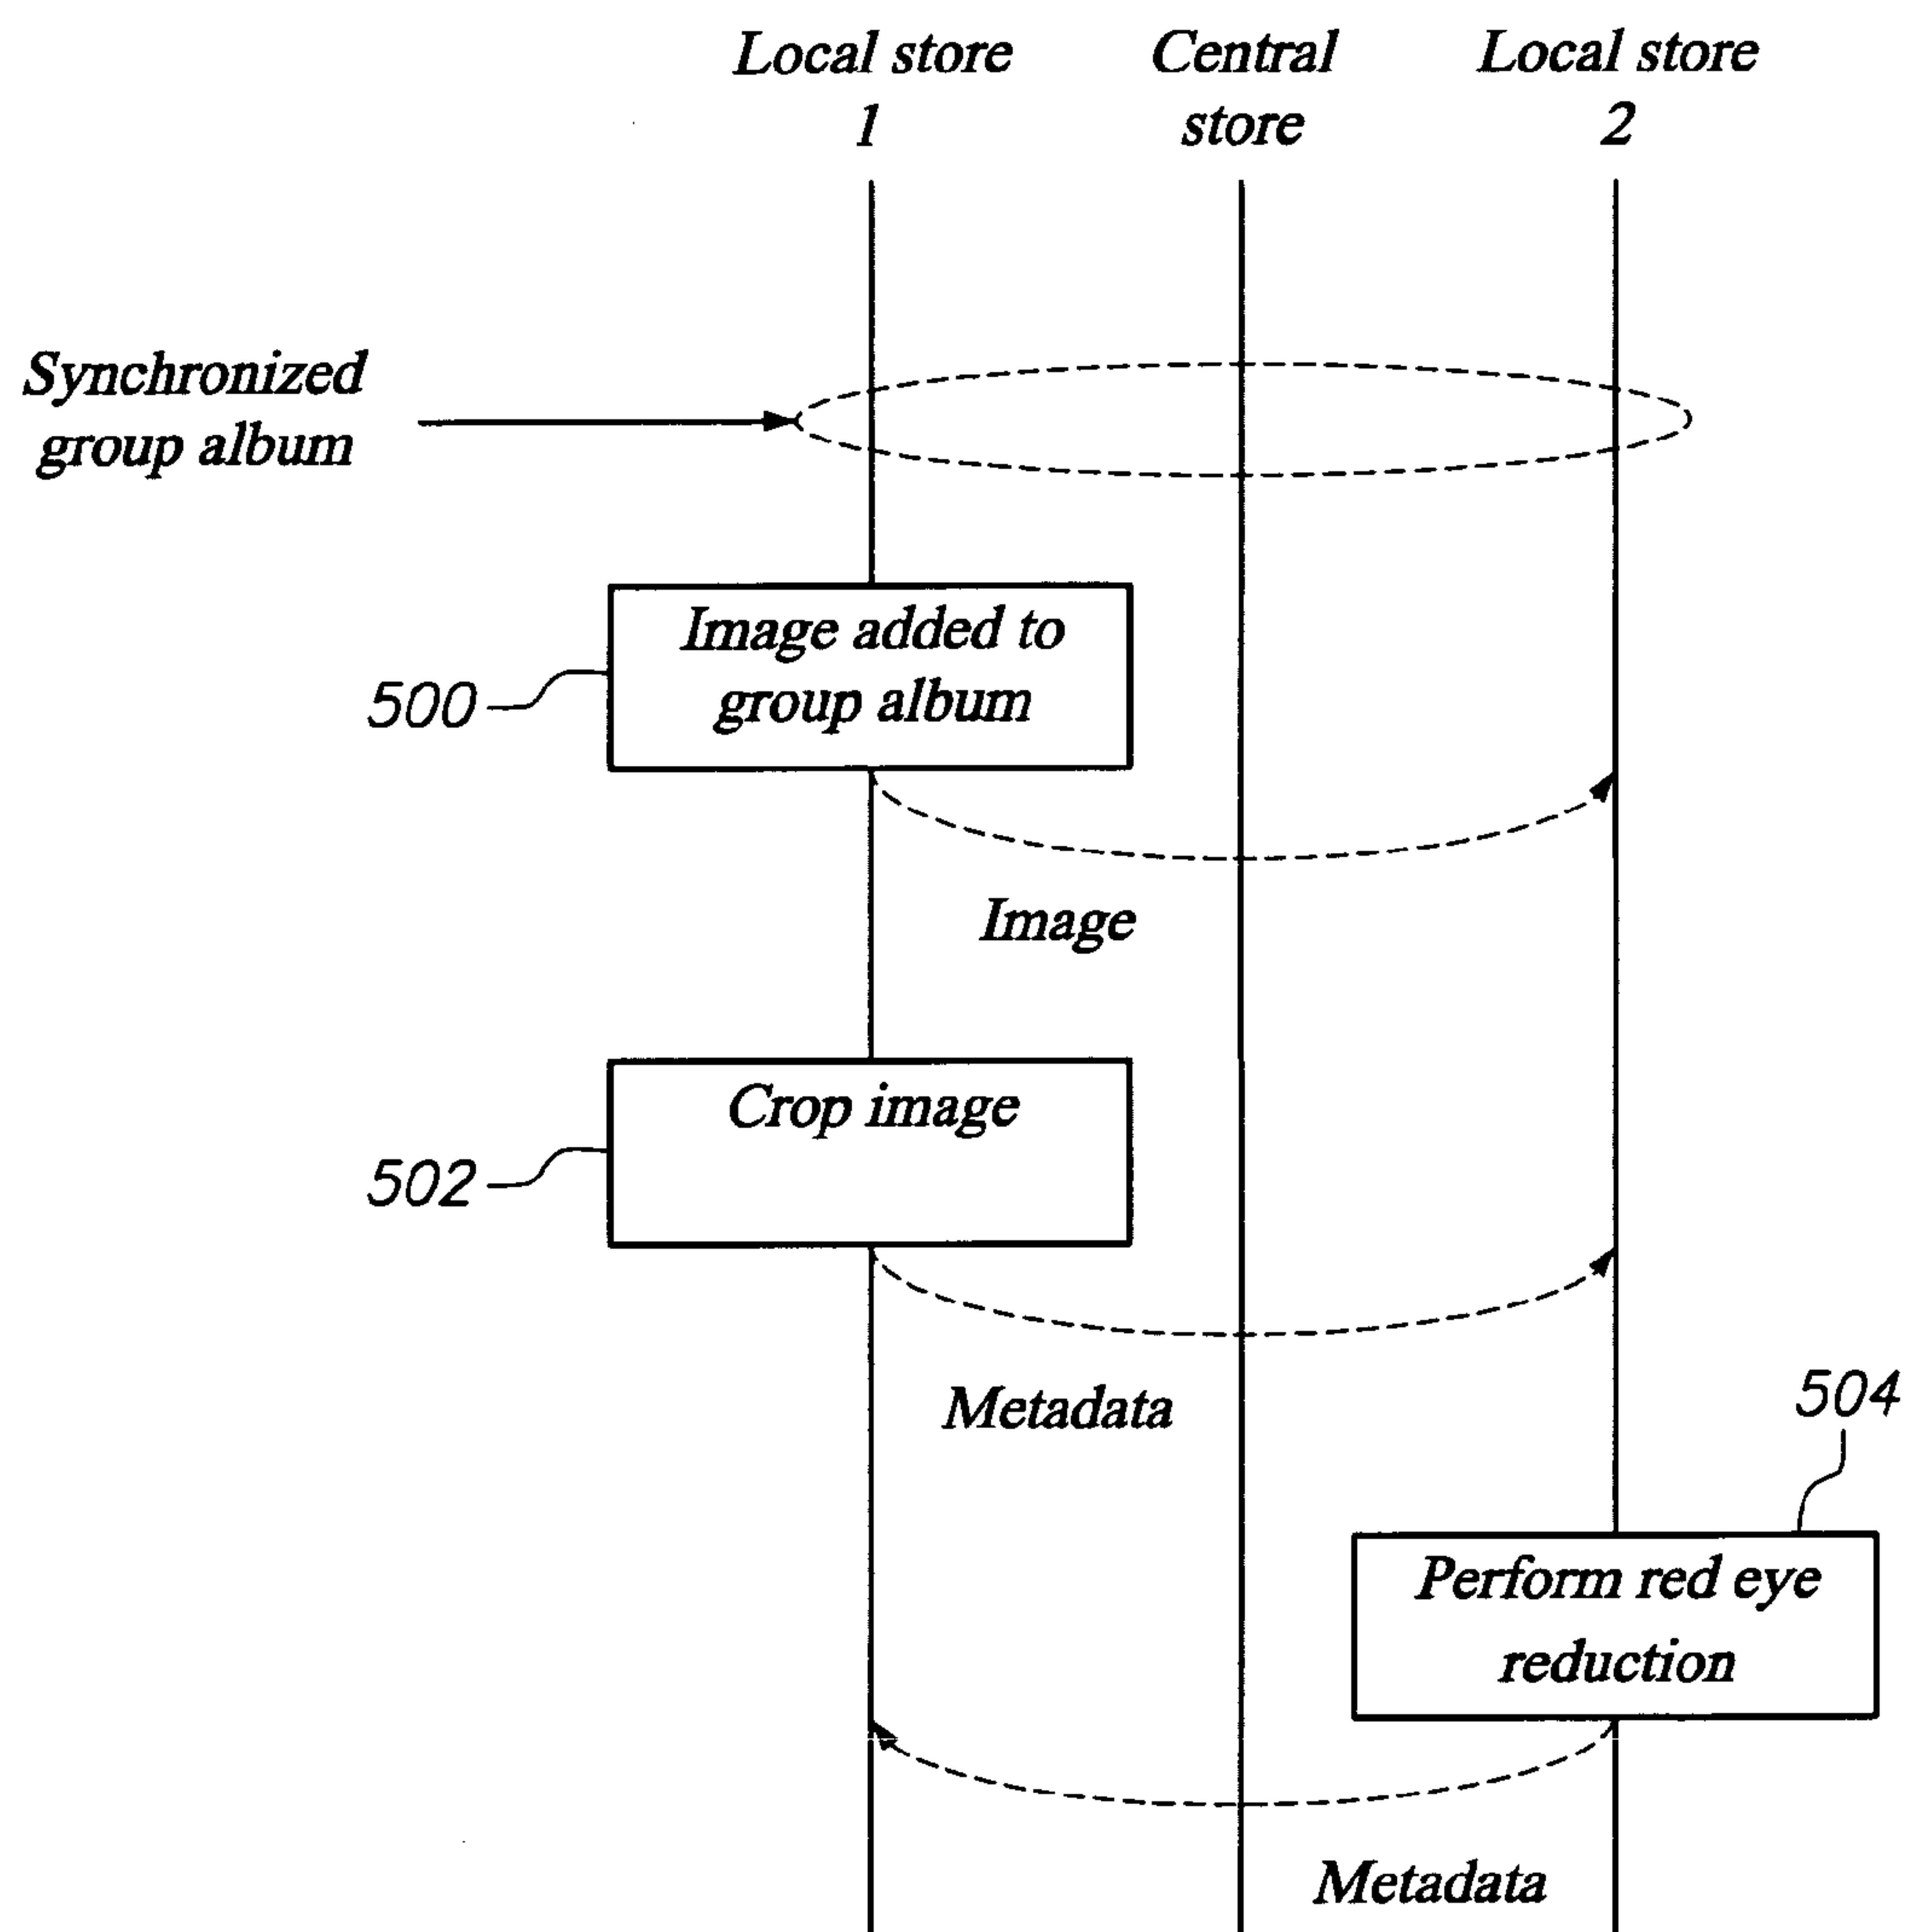 Local store
1
Central
store
Local store
2
Synchronized
group album
Image added to
group album
500
Image
Crop image
502
Metadata
504
Perform red eye
reduction
Metadata